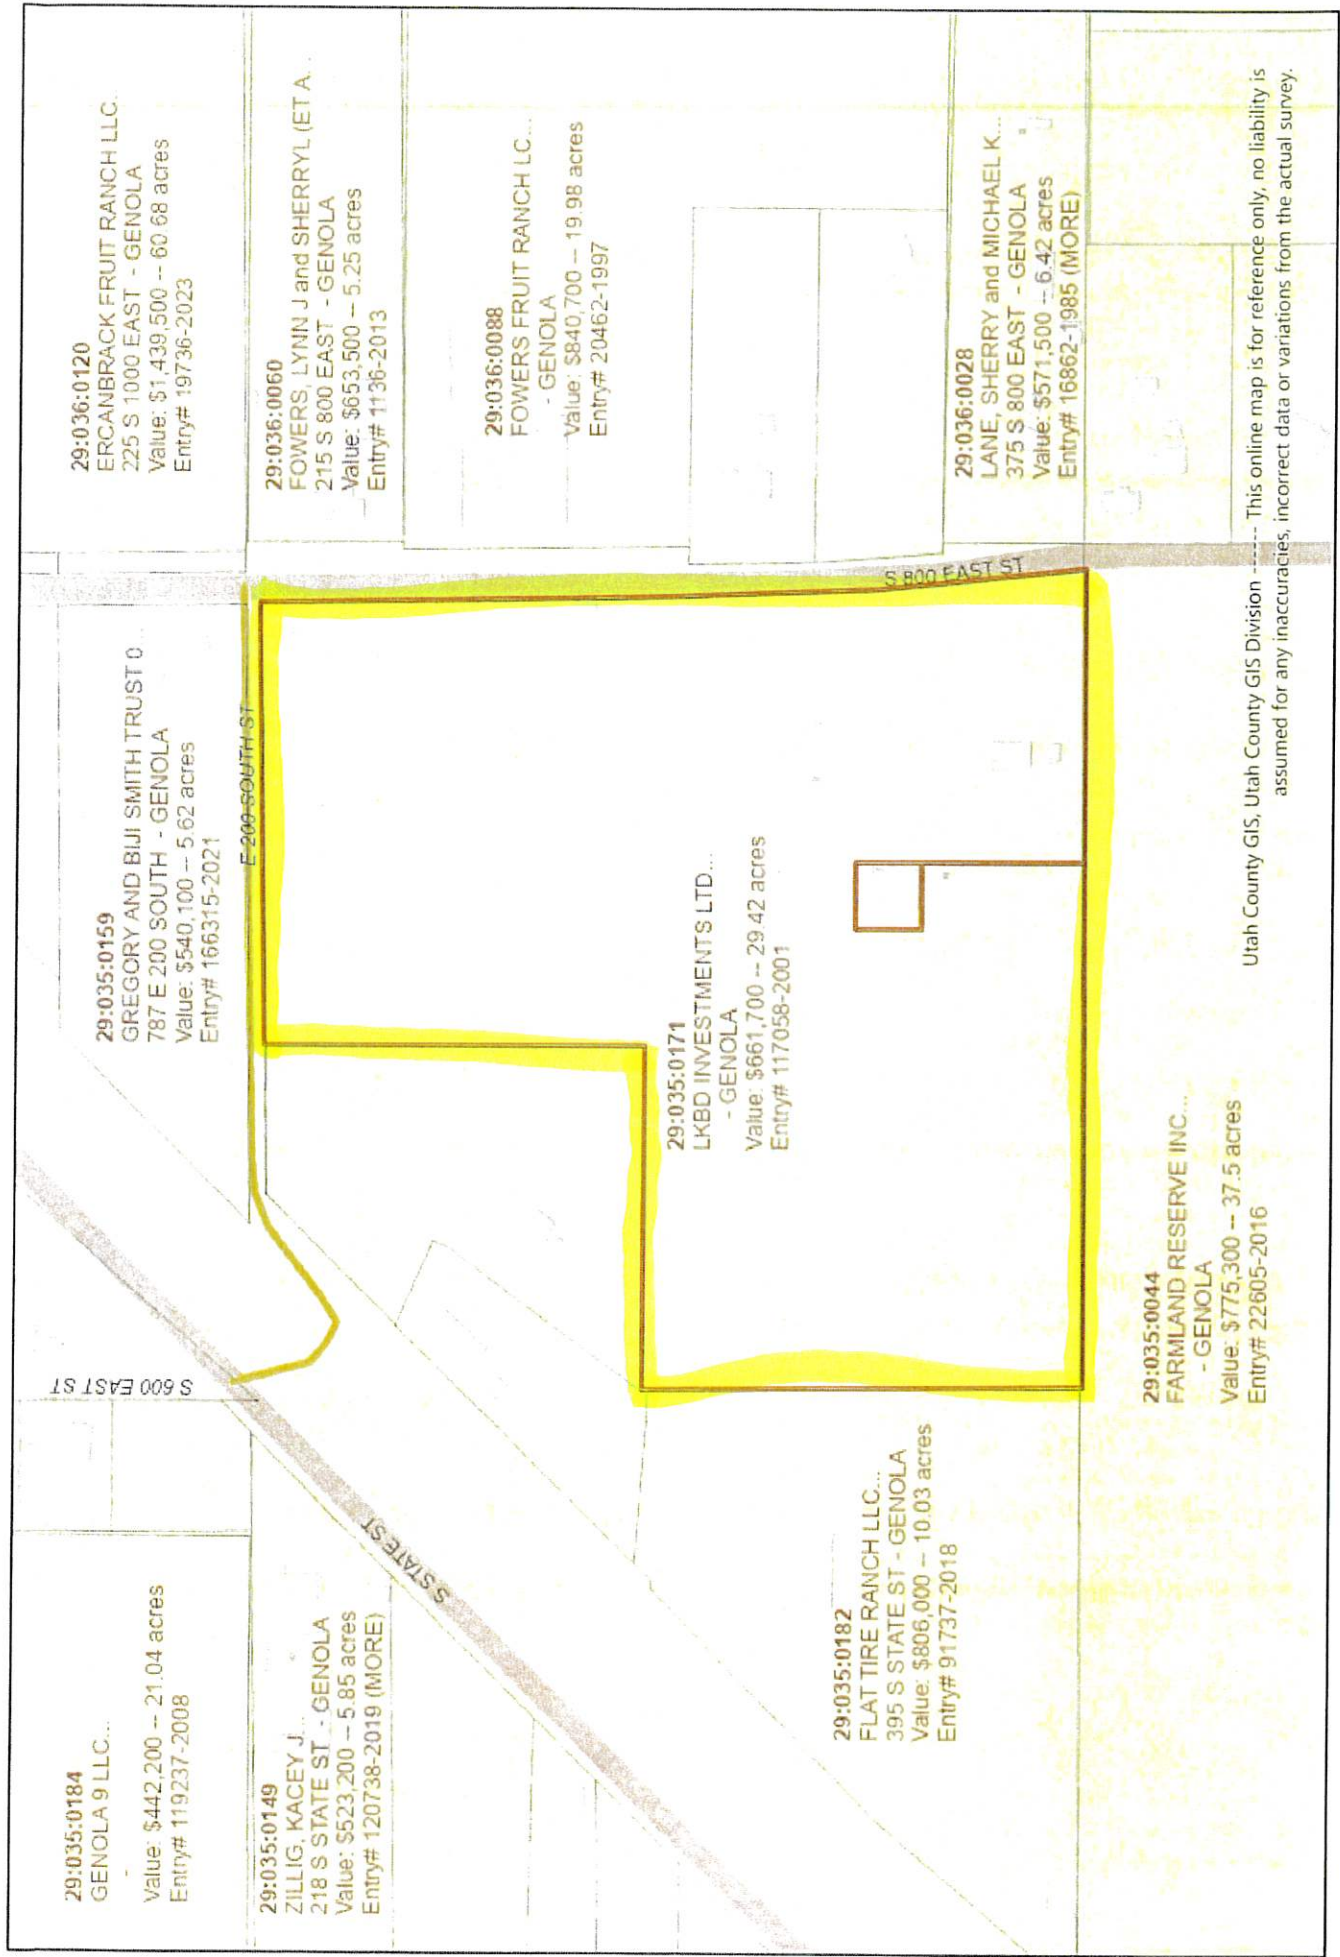 29:035:0184
GENOLA 9 LLC...
-
Value: $442,200 -- 21.04 acres
Entry# 119237-2008
29:035:0149
ZILLIG, KACEY J...
218 S STATE ST - GENOLA
Value: $523,200 -- 5.85 acres
Entry# 120738-2019 (MORE)
S 600 EAST ST
S STATE ST
29:035:0159
GREGORY AND BIJI SMITH TRUST 0...
787 E 200 SOUTH - GENOLA
Value: $540,100 -- 5.62 acres
Entry# 166315-2021
E 200 SOUTH ST
29:036:0120
ERCANBRACK FRUIT RANCH LLC...
225 S 1000 EAST - GENOLA
Value: $1,439,500 -- 60.68 acres
Entry# 19736-2023
29:036:0060
FOWERS, LYNN J and SHERRYL (ET A...
215 S 800 EAST - GENOLA
Value: $653,500 -- 5.25 acres
Entry# 1136-2013
29:036:0088
FOWERS FRUIT RANCH LC...
- GENOLA
Value: $840,700 -- 19.98 acres
Entry# 20462-1997
29:035:0171
LKBD INVESTMENTS LTD...
- GENOLA
Value: $661,700 -- 29.42 acres
Entry# 117058-2001
S 800 EAST ST
29:036:0028
LANE, SHERRY and MICHAEL K...
375 S 800 EAST - GENOLA
Value: $571,500 -- 6.42 acres
Entry# 16862-1985 (MORE)
29:035:0182
FLAT TIRE RANCH LLC...
395 S STATE ST - GENOLA
Value: $806,000 -- 10.03 acres
Entry# 91737-2018
29:035:0044
FARMLAND RESERVE INC...
- GENOLA
Value: $775,300 -- 37.5 acres
Entry# 22605-2016
Utah County GIS, Utah County GIS Division ------ This online map is for reference only, no liability is
assumed for any inaccuracies, incorrect data or variations from the actual survey.